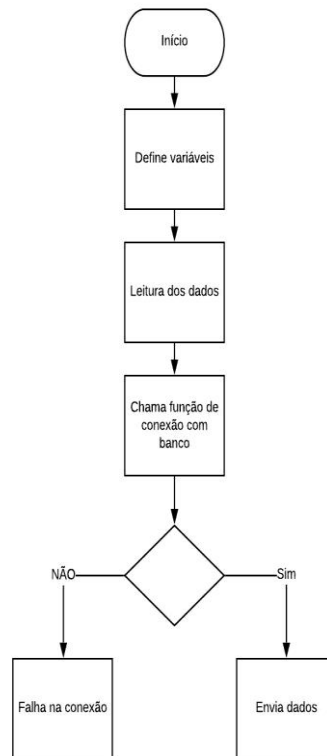 Início
Define variáveis
Leitura dos dados
Chama função de
conexão com
banco
NÃO
Sim
Falha na conexão
Envia dados